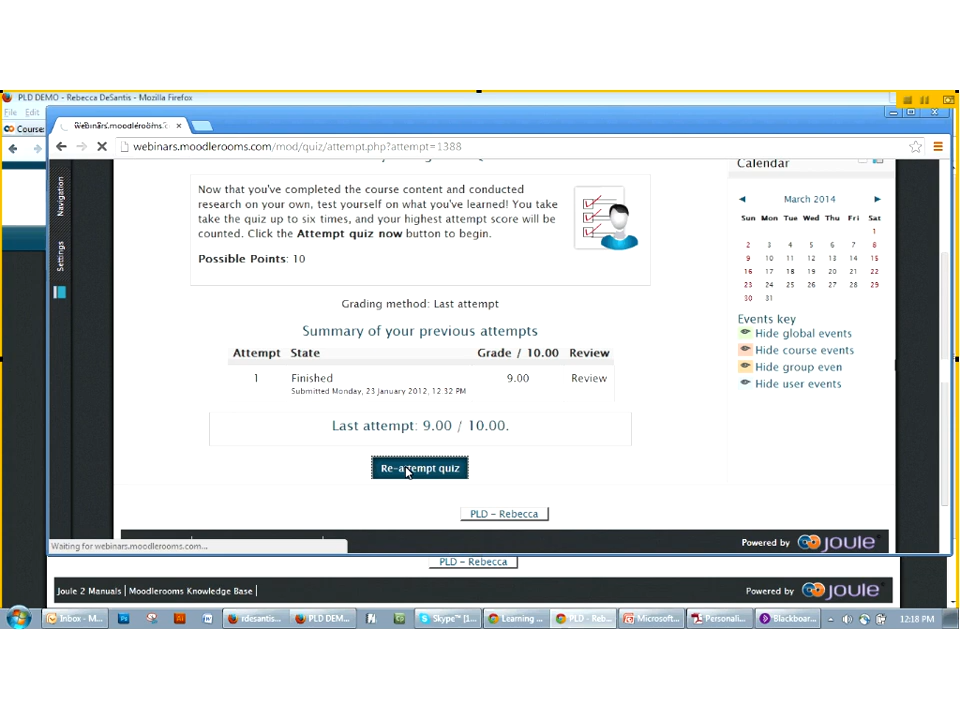 PLD DEMO - Rebecca DeSantis - Mozilla Firefox
File Edit
Course:
webinars.moodlerooms.
webinars.moodlerooms.com/mod/quiz/attempt.php?attempt=1388
Navigation
Settings
Now that you've completed the course content and conducted
research on your own, test yourself on what you've learned! You take
take the quiz up to six times, and your highest attempt score will be
counted. Click the Attempt quiz now button to begin.
Possible Points: 10
Grading method: Last attempt
Summary of your previous attempts
Attempt State Grade / 10.00 Review
1 Finished 9.00 Review
Submitted Monday, 23 January 2012, 12:32 PM
Last attempt: 9.00 / 10.00.
Re-attempt quiz
PLD - Rebecca
Calendar
March 2014
Sun Mon Tue Wed Thu Fri Sat
1
2 3 4 5 6 7 8
9 10 11 12 13 14 15
16 17 18 19 20 21 22
23 24 25 26 27 28 29
30 31
Events key
Hide global events
Hide course events
Hide group even
Hide user events
Powered by joule
Waiting for webinars.moodlerooms.com...
PLD - Rebecca
Joule 2 Manuals | Moodlerooms Knowledge Base |
Powered by joule
Inbox - M...
rdesantis...
PLD DEM...
Skype™ [1...
Learning ...
PLD - Reb...
Microsoft...
Personali...
Blackboar...
12:18 PM